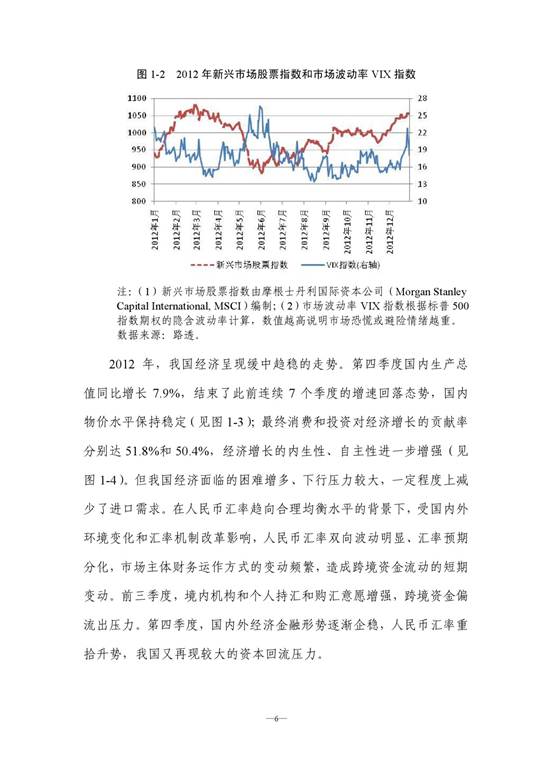 图 1-2 2012 年新兴市场股票指数和市场波动率 VIX 指数
1100 28
1050 25
1000 22
950 19
900 16
850 13
800 10
2012年1月 2012年2月 2012年3月 2012年4月 2012年5月 2012年6月 2012年7月 2012年8月 2012年9月 2012年10月 2012年11月 2012年12月
新兴市场股票指数 VIX指数(右轴)
注：（1）新兴市场股票指数由摩根士丹利国际资本公司（Morgan Stanley
Capital International, MSCI）编制；（2）市场波动率 VIX 指数根据标普 500
指数期权的隐含波动率计算，数值越高说明市场恐慌或避险情绪越重。
数据来源：路透。
2012 年，我国经济呈现缓中趋稳的走势。第四季度国内生产总
值同比增长 7.9%，结束了此前连续 7 个季度的增速回落态势，国内
物价水平保持稳定（见图 1-3）；最终消费和投资对经济增长的贡献率
分别达 51.8%和 50.4%，经济增长的内生性、自主性进一步增强（见
图 1-4）。但我国经济面临的困难增多、下行压力较大，一定程度上减
少了进口需求。在人民币汇率趋向合理均衡水平的背景下，受国内外
环境变化和汇率机制改革影响，人民币汇率双向波动明显、汇率预期
分化，市场主体财务运作方式的变动频繁，造成跨境资金流动的短期
变动。前三季度，境内机构和个人持汇和购汇意愿增强，跨境资金偏
流出压力。第四季度，国内外经济金融形势逐渐企稳，人民币汇率重
拾升势，我国又再现较大的资本回流压力。
—6—